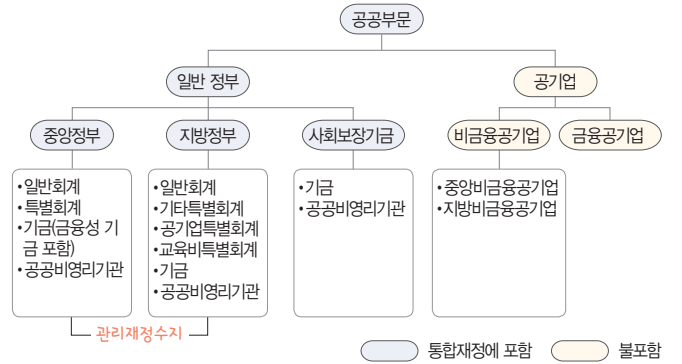 공공부문
일반 정부
공기업
중앙정부
지방정부
사회보장기금
비금융공기업
금융공기업
•일반회계
•특별회계
•기금(금융성 기
금 포함)
•공공비영리기관
•일반회계
•기타특별회계
•공기업특별회계
•교육비특별회계
•기금
•공공비영리기관
•기금
•공공비영리기관
•중앙비금융공기업
•지방비금융공기업
관리재정수지
통합재정에 포함
불포함